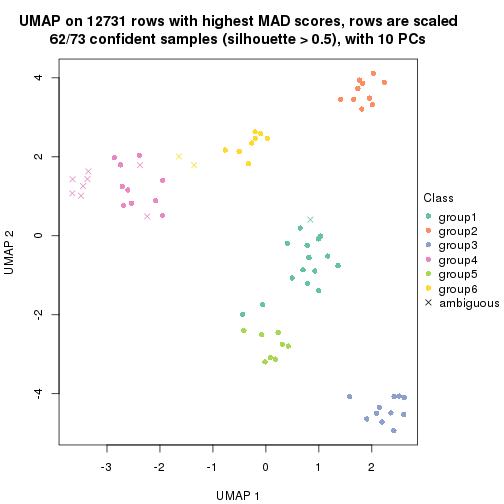 UMAP on 12731 rows with highest MAD scores, rows are scaled
62/73 confident samples (silhouette > 0.5), with 10 PCs
4
2
0
-2
-4
UMAP 2
-3
-2
-1
0
1
2
UMAP 1
Class
group1
group2
group3
group4
group5
group6
ambiguous